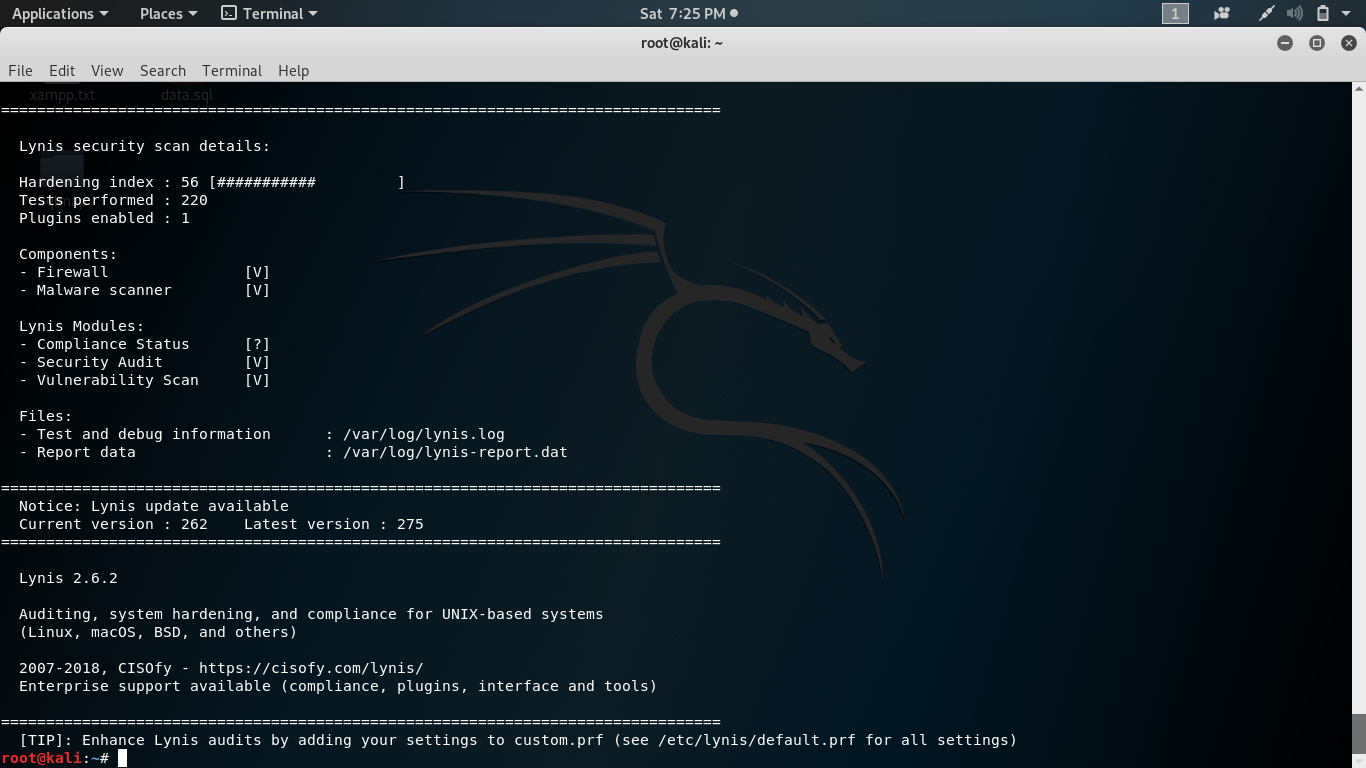 Applications Places Terminal Sat 7:25 PM 1
root@kali: ~
File Edit View Search Terminal Help
xampp.txt data.sql
================================================================================
Lynis security scan details:
Hardening index : 56 [###########         ]
Tests performed : 220
Plugins enabled : 1
Components:
- Firewall               [V]
- Malware scanner        [V]
Lynis Modules:
- Compliance Status      [?]
- Security Audit         [V]
- Vulnerability Scan     [V]
Files:
- Test and debug information      : /var/log/lynis.log
- Report data                     : /var/log/lynis-report.dat
================================================================================
Notice: Lynis update available
Current version : 262    Latest version : 275
================================================================================
Lynis 2.6.2
Auditing, system hardening, and compliance for UNIX-based systems
(Linux, macOS, BSD, and others)
2007-2018, CISOfy - https://cisofy.com/lynis/
Enterprise support available (compliance, plugins, interface and tools)
================================================================================
[TIP]: Enhance Lynis audits by adding your settings to custom.prf (see /etc/lynis/default.prf for all settings)
root@kali:~#